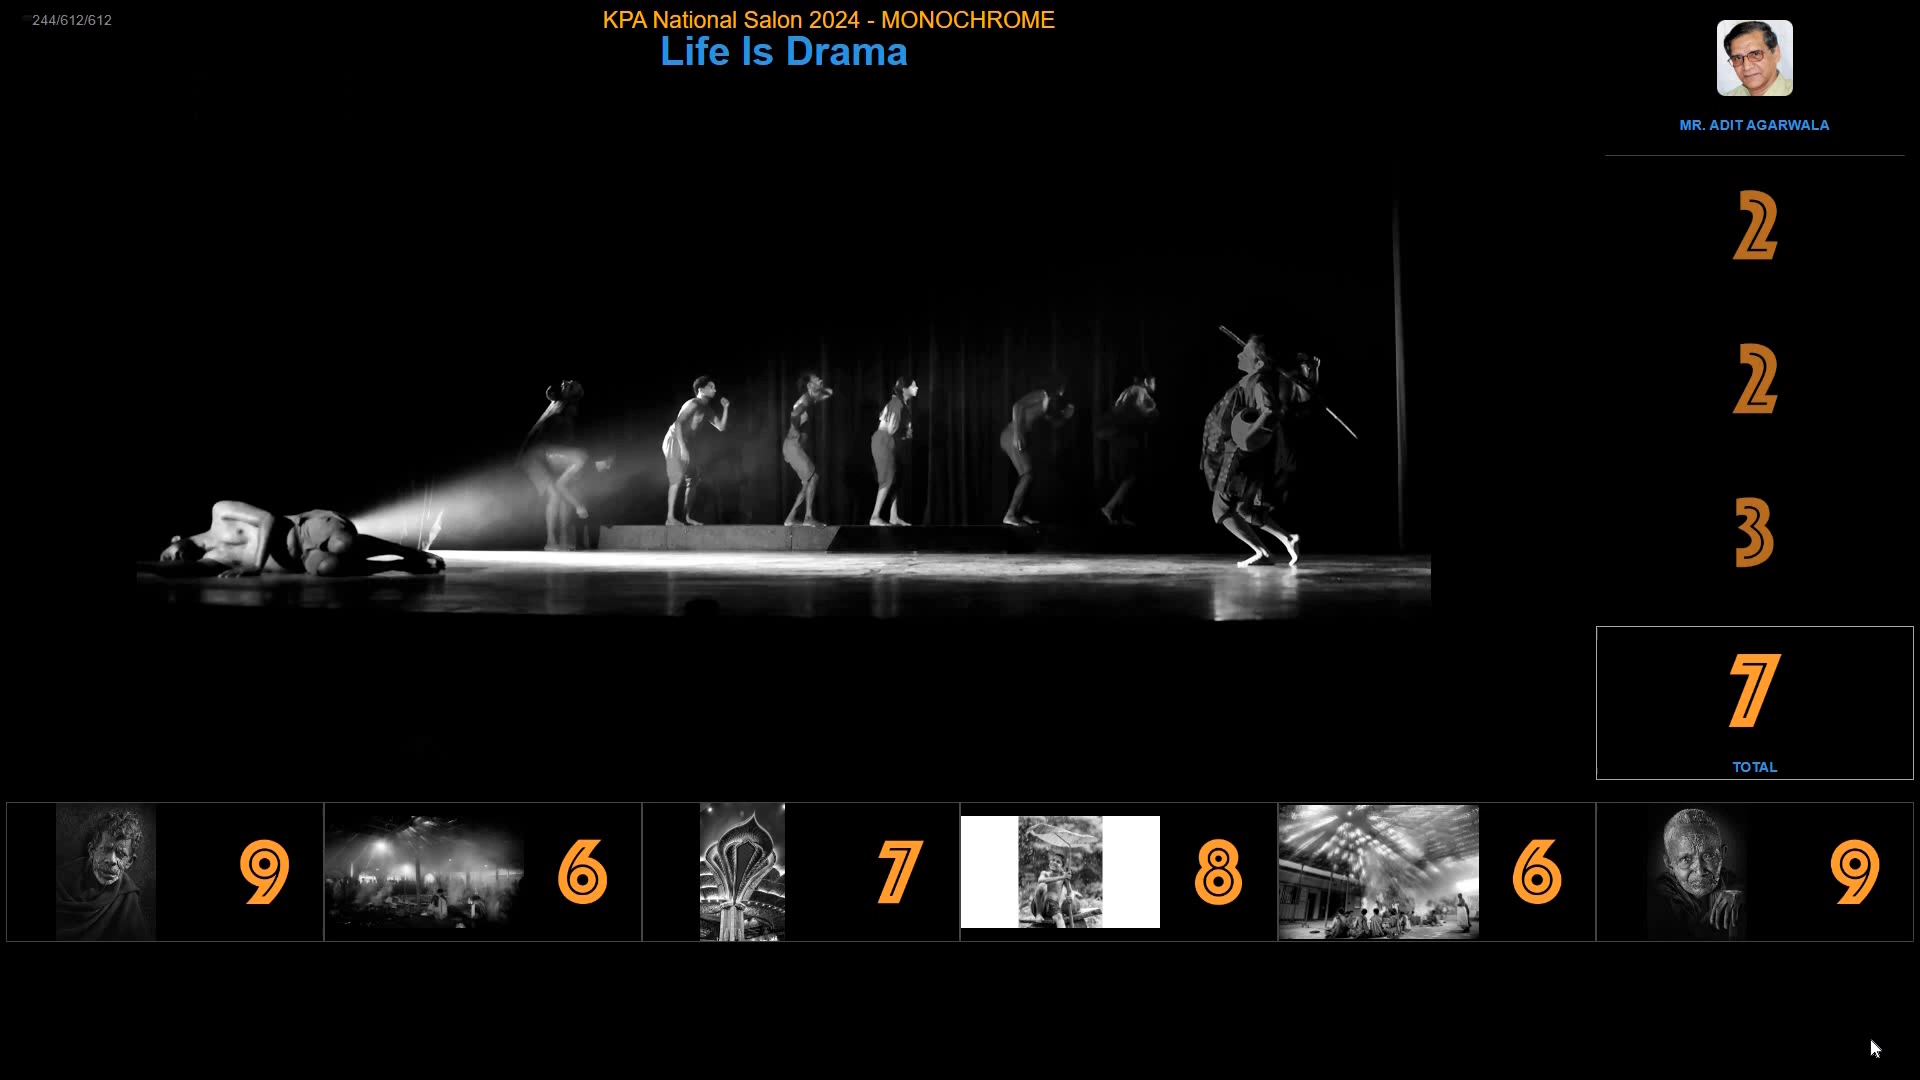 244/612/612
KPA National Salon 2024 - MONOCHROME
Life Is Drama
MR. ADIT AGARWALA
2
2
3
7
TOTAL
9
6
7
8
6
9